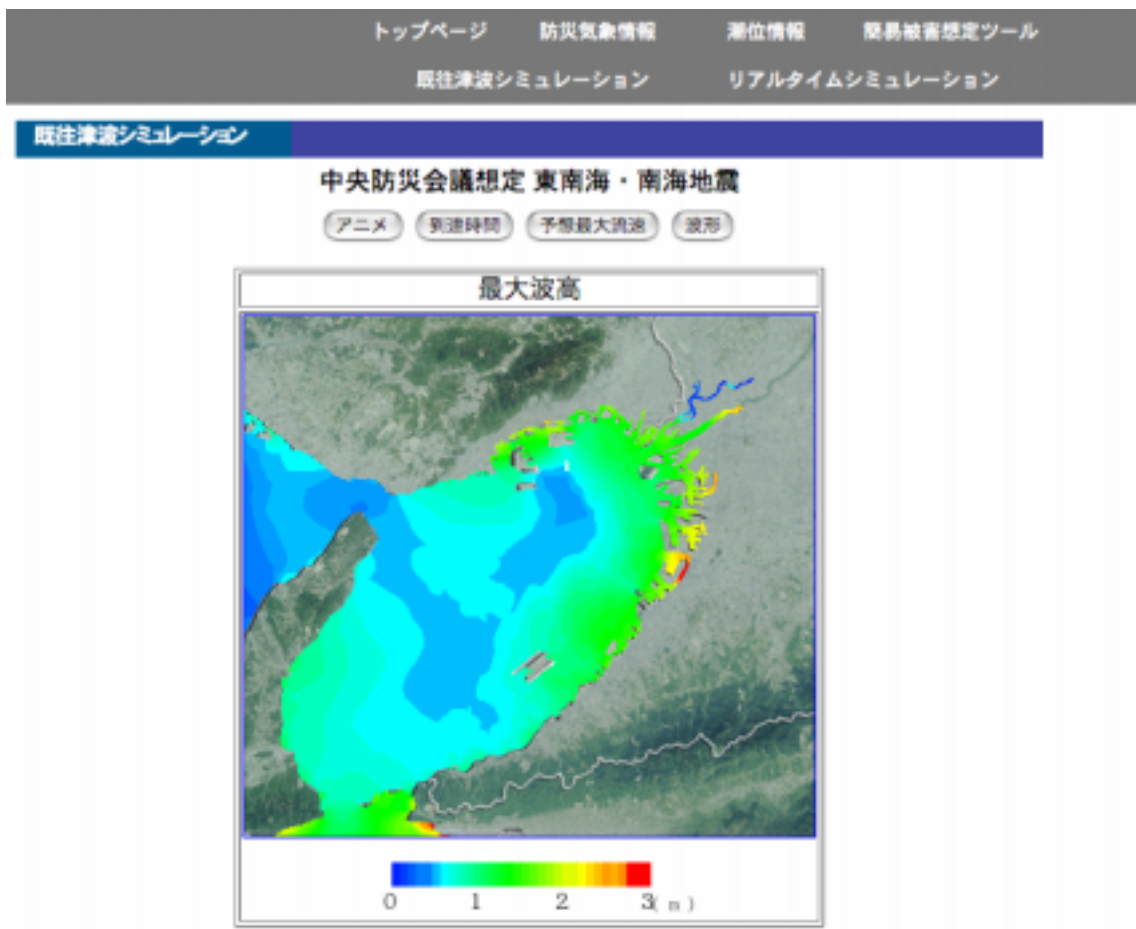 トップページ 防災気象情報 潮位情報 簡易被害想定ツール
既往津波シミュレーション リアルタイムシミュレーション
既往津波シミュレーション
中央防災会議想定 東南海・南海地震
アニメ 到達時間 予想最大流速 波形
最大波高
0 1 2 3( m )